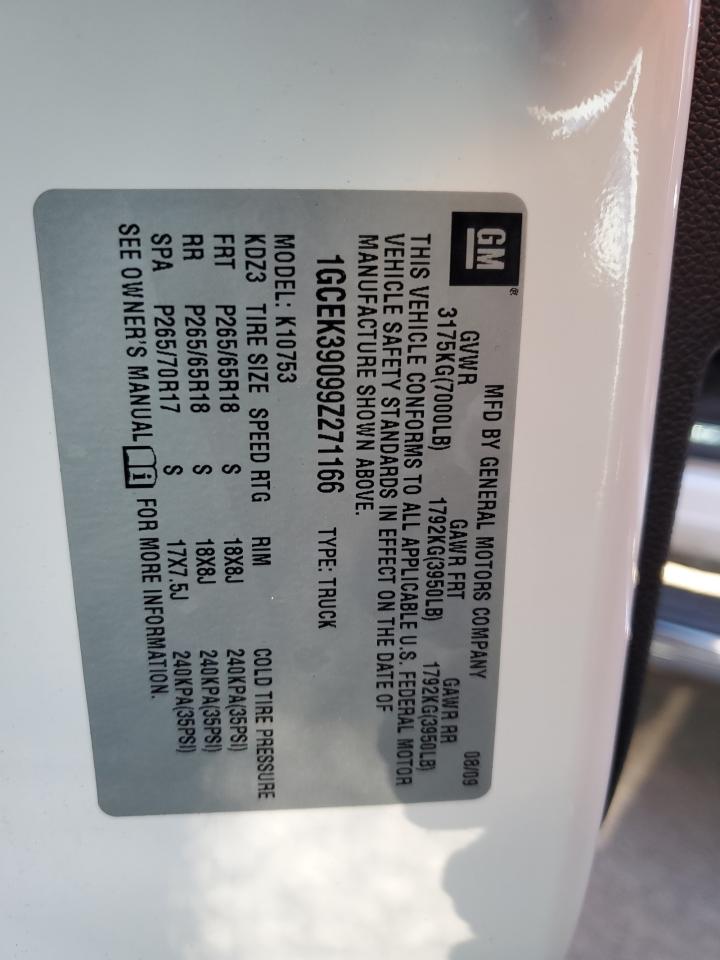 GM®
MFD BY GENERAL MOTORS COMPANY 08/09
GVWR GAWR FRT GAWR RR
3175KG(7000LB) 1792KG(3950LB) 1792KG(3950LB)
THIS VEHICLE CONFORMS TO ALL APPLICABLE U.S. FEDERAL MOTOR
VEHICLE SAFETY STANDARDS IN EFFECT ON THE DATE OF
MANUFACTURE SHOWN ABOVE.
1GCEK39099Z271166 TYPE: TRUCK
MODEL: K10753
KDZ3 TIRE SIZE SPEED RTG RIM COLD TIRE PRESSURE
FRT P265/65R18 S 18X8J 240KPA(35PSI)
RR P265/65R18 S 18X8J 240KPA(35PSI)
SPA P265/70R17 S 17X7.5J 240KPA(35PSI)
SEE OWNER'S MANUAL i FOR MORE INFORMATION.